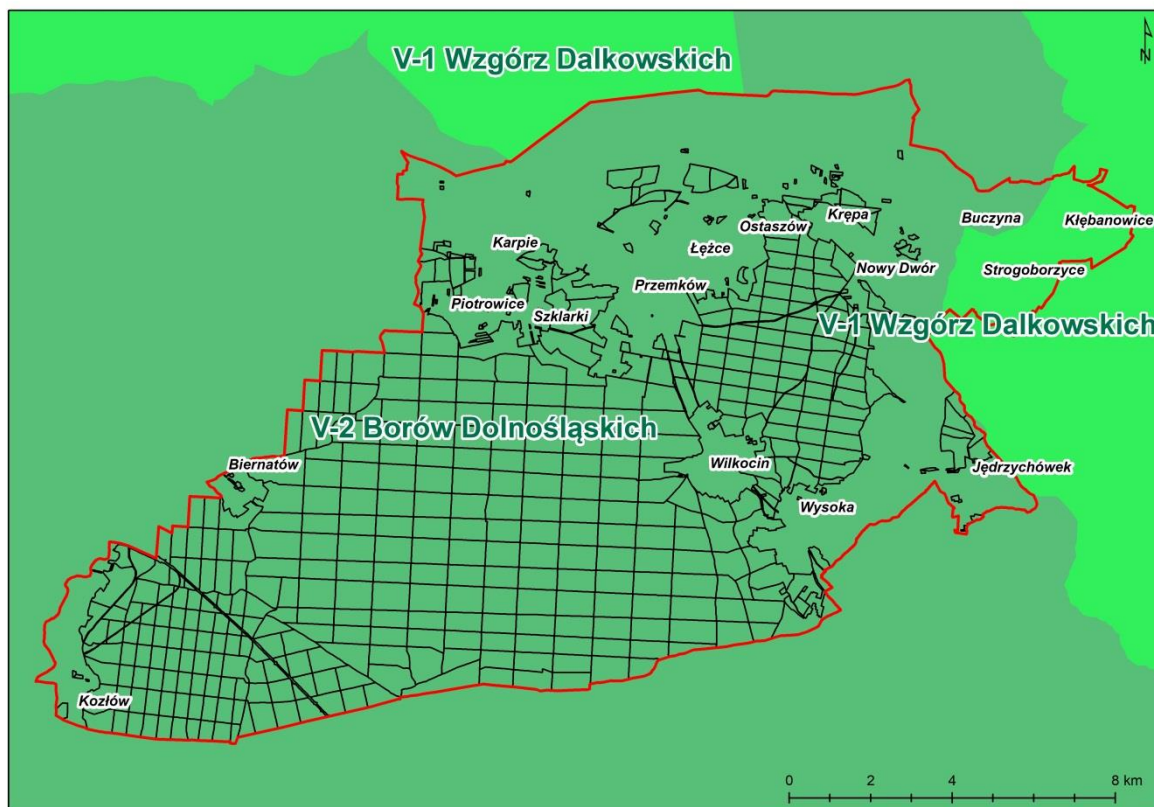 V-1 Wzgórz Dalkowskich
N
Krępa
Buczyna
Kłębanowice
Ostaszów
Karpie
Łężce
Nowy Dwór
Strogoborzyce
Przemków
Piotrowice
Szklarki
V-1 Wzgórz Dalkowskich
V-2 Borów Dolnośląskich
Biernatów
Wilkocin
Jędrzychówek
Wysoka
Kozłów
0 2 4 8 km